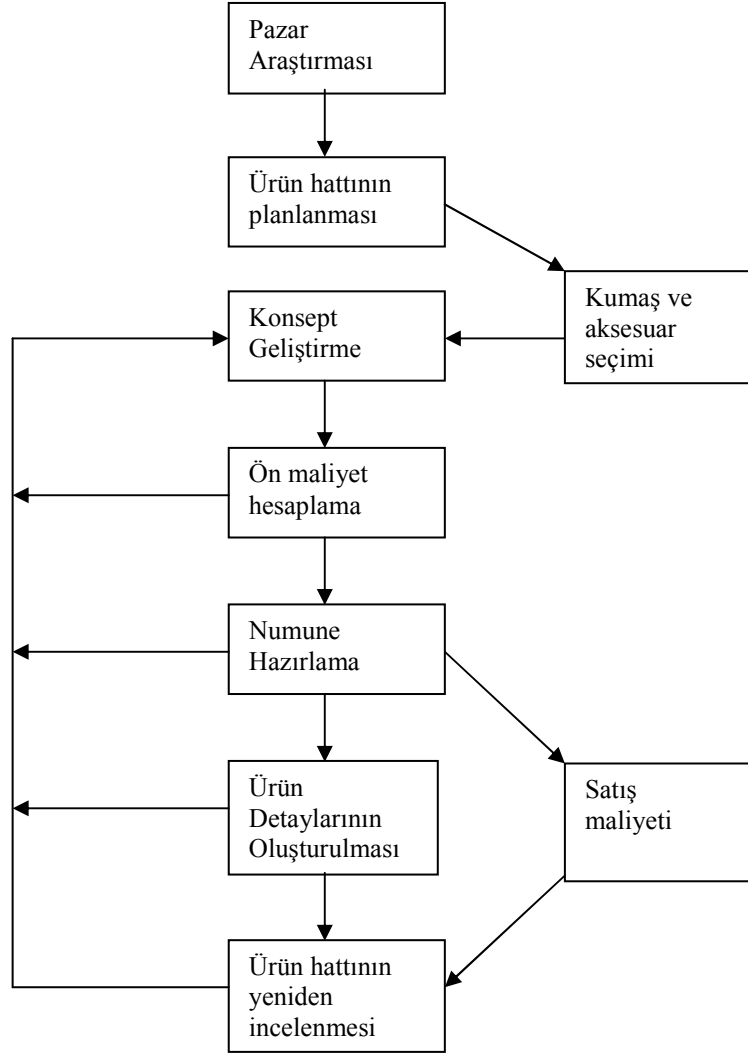 Pazar
Araştırması
Ürün hattının
planlanması
Kumaş ve
aksesuar
seçimi
Konsept
Geliştirme
Ön maliyet
hesaplama
Numune
Hazırlama
Ürün
Detaylarının
Oluşturulması
Satış
maliyeti
Ürün hattının
yeniden
incelenmesi